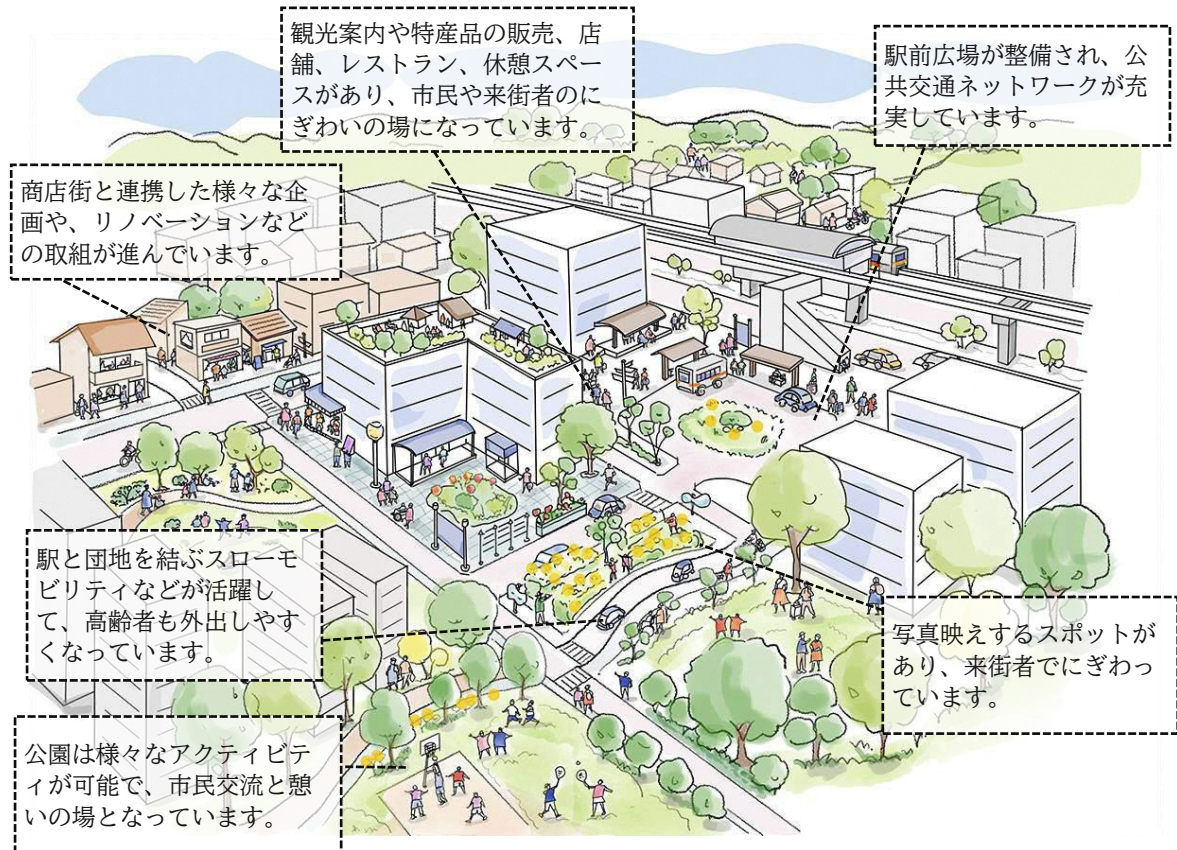 観光案内や特産品の販売、店
舗、レストラン、休憩スペー
スがあり、市民や来街者のに
ぎわいの場になっています。
駅前広場が整備され、公
共交通ネットワークが充
実しています。
商店街と連携した様々な企
画や、リノベーションなど
の取組が進んでいます。
駅と団地を結ぶスローモ
ビリティなどが活躍し
て、高齢者も外出しやす
くなっています。
写真映えするスポットが
あり、来街者でにぎわっ
ています。
公園は様々なアクティビテ
ィが可能で、市民交流と憩
いの場となっています。